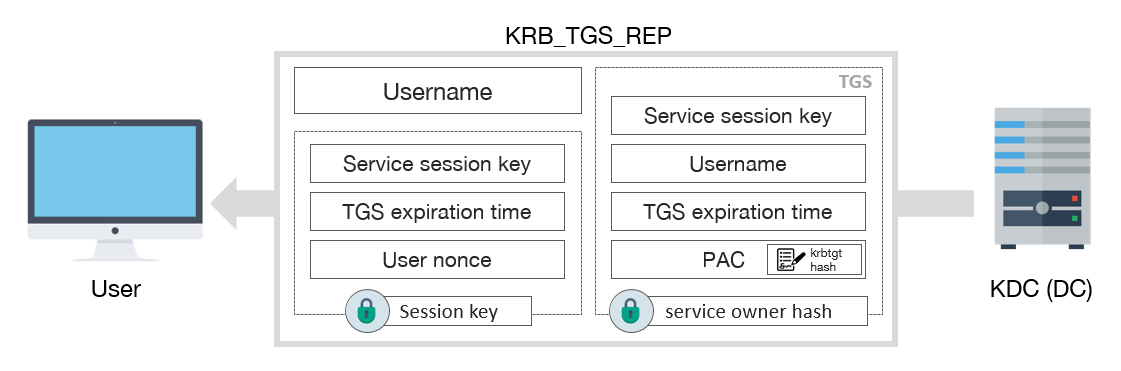 KRB_TGS_REP
Username
Service session key
TGS expiration time
User nonce
Session key
TGS
Service session key
Username
TGS expiration time
PAC
krbtgt
hash
service owner hash
User
KDC (DC)